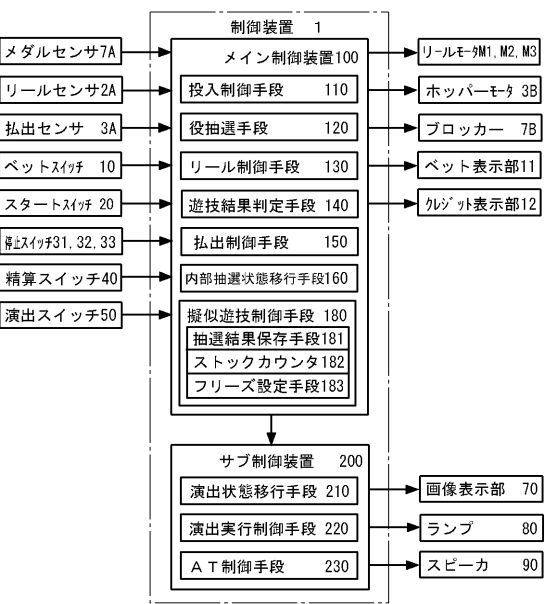 制御装置 1
メダルセンサ7A
リールセンサ2A
払出センサ 3A
ベットスイッチ 10
スタートスイッチ 20
停止スイッチ31, 32, 33
精算スイッチ40
演出スイッチ50
メイン制御装置100
投入制御手段 110
役抽選手段 120
リール制御手段 130
遊技結果判定手段 140
払出制御手段 150
内部抽選状態移行手段160
擬似遊技制御手段 180
抽選結果保存手段181
ストックカウンタ182
フリーズ設定手段183
リールモータM1, M2, M3
ホッパーモータ 3B
ブロッカー 7B
ベット表示部11
クレジット表示部12
サブ制御装置 200
演出状態移行手段 210
演出実行制御手段 220
AT制御手段 230
画像表示部 70
ランプ 80
スピーカ 90